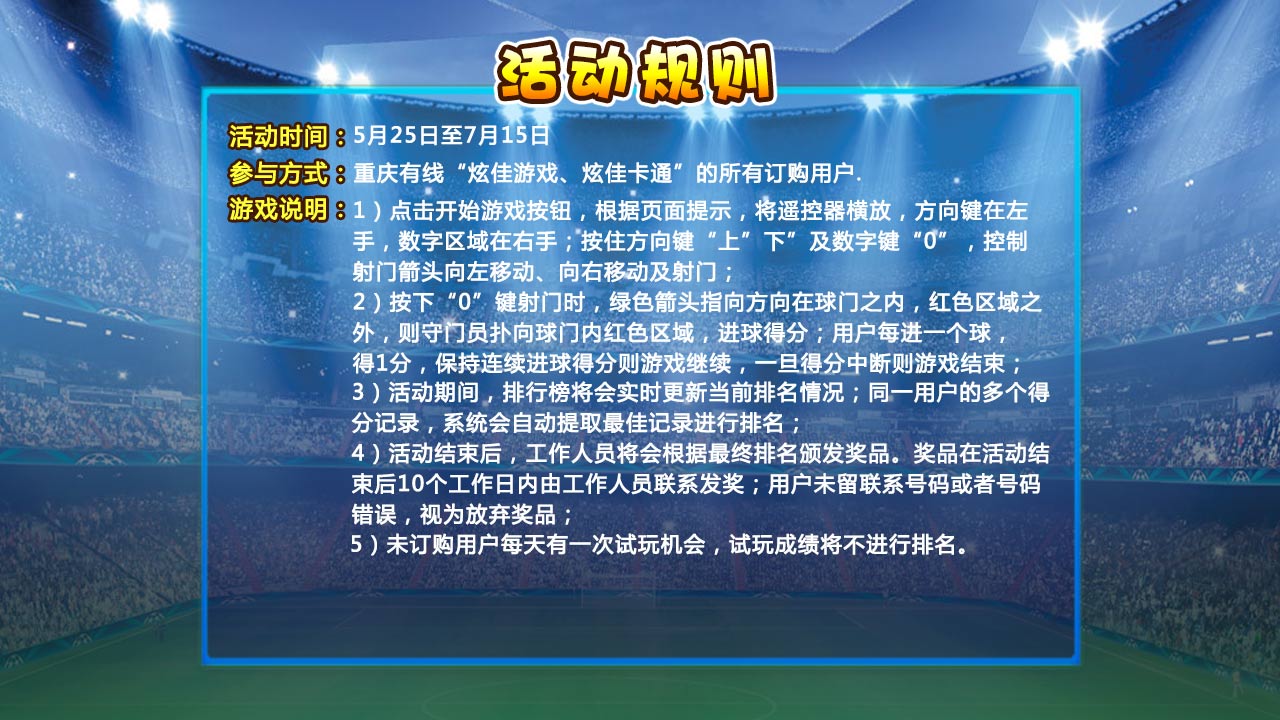 活动规则
活动时间：5月25日至7月15日
参与方式：重庆有线“炫佳游戏、炫佳卡通”的所有订购用户.
游戏说明：1）点击开始游戏按钮，根据页面提示，将遥控器横放，方向键在左
手，数字区域在右手；按住方向键“上”下”及数字键“0”，控制
射门箭头向左移动、向右移动及射门；
2）按下“0”键射门时，绿色箭头指向方向在球门之内，红色区域之
外，则守门员扑向球门内红色区域，进球得分；用户每进一个球，
得1分，保持连续进球得分则游戏继续，一旦得分中断则游戏结束；
3）活动期间，排行榜将会实时更新当前排名情况；同一用户的多个得
分记录，系统会自动提取最佳记录进行排名；
4）活动结束后，工作人员将会根据最终排名颁发奖品。奖品在活动结
束后10个工作日内由工作人员联系发奖；用户未留联系号码或者号码
错误，视为放弃奖品；
5）未订购用户每天有一次试玩机会，试玩成绩将不进行排名。